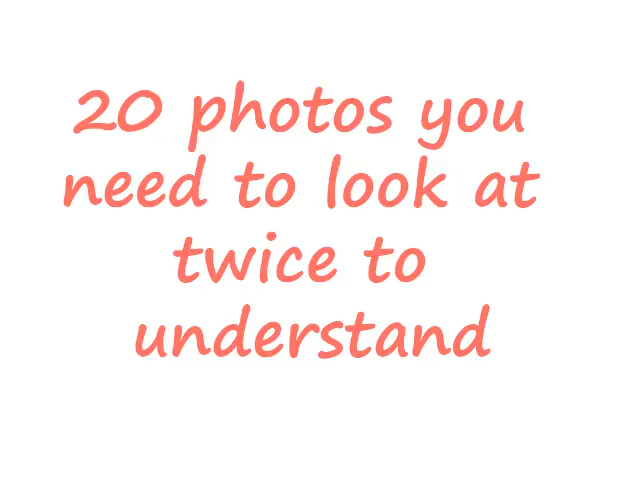 20 photos you
need to look at
twice to
understand